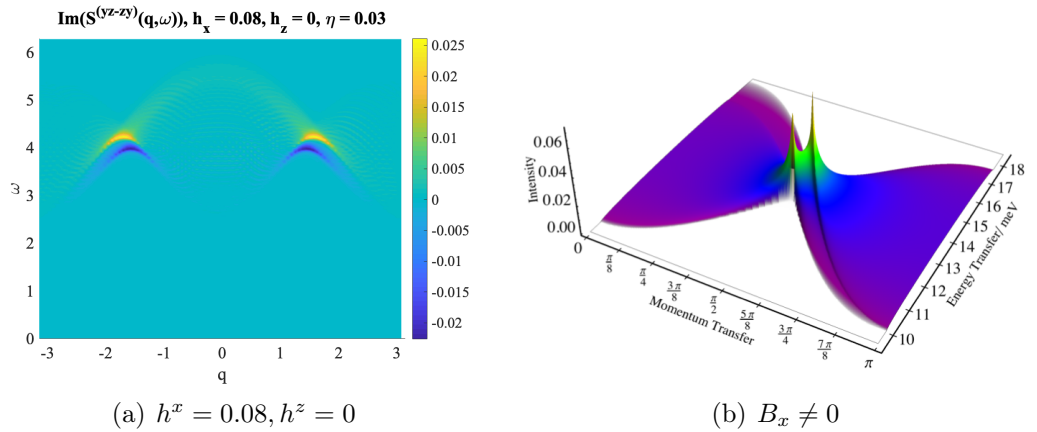 Im(S^(yz-zy)(q,ω)), h_x = 0.08, h_z = 0, η = 0.03
6
5
4
3
2
1
0
ω
-3
-2
-1
0
1
2
3
q
0.025
0.02
0.015
0.01
0.005
0
-0.005
-0.01
-0.015
-0.02
(a) h^x = 0.08, h^z = 0
0.06
0.04
0.02
0.00
Intensity
0
π/8
π/4
3π/8
π/2
5π/8
3π/4
7π/8
π
Momentum Transfer
18
17
16
15
14
13
12
11
10
Energy Transfer/ meV
(b) B_x ≠ 0